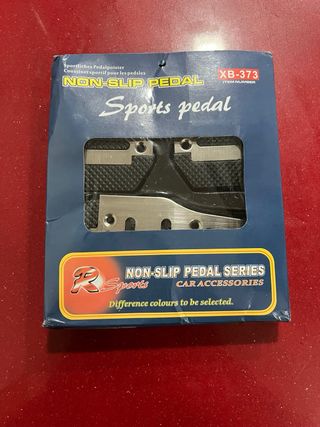 Sportliches Pedalpolster
Coussinet sportif pour les pédales
NON-SLIP PEDAL
XB-373
ITEM NUMBER
Sports pedal
R
Sports
NON-SLIP PEDAL SERIES
CAR ACCESSORIES
Difference colours to be selected.